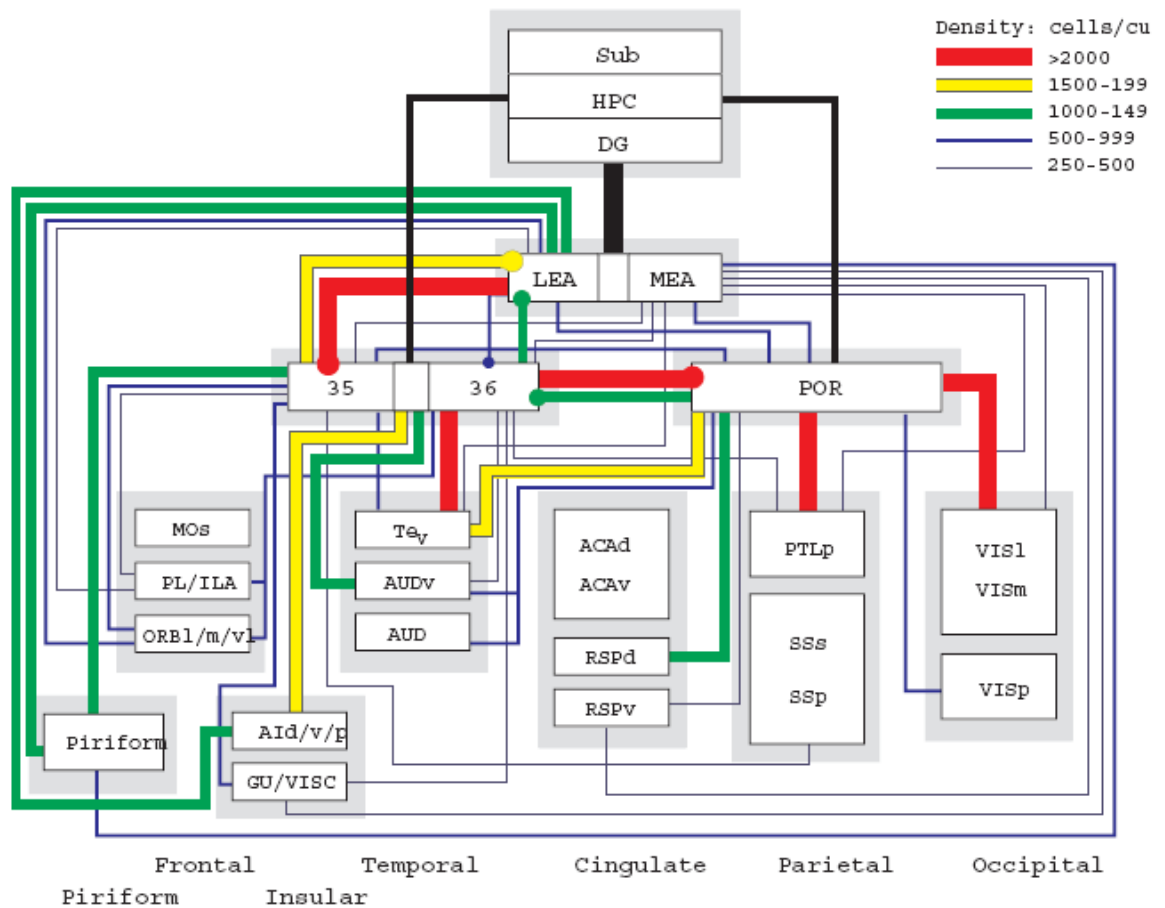 Density: cells/cu
>2000
1500-199
1000-149
500-999
250-500
Sub
HPC
DG
LEA
MEA
35
36
POR
MOs
PL/ILA
ORBl/m/vl
Tev
AUDv
AUD
ACAd
ACAv
RSPd
RSPv
PTLp
SSs
SSp
VISl
VISm
VISp
Piriform
AId/v/p
GU/VISC
Frontal
Temporal
Cingulate
Parietal
Occipital
Piriform
Insular